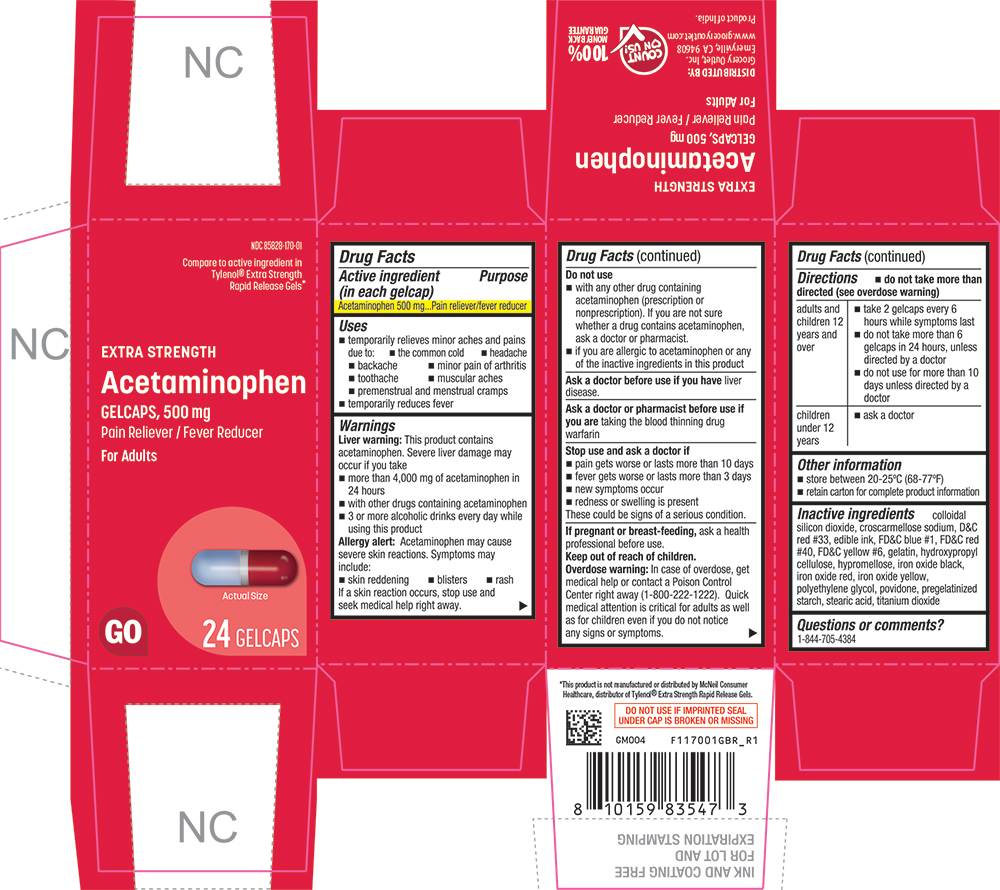 NC
NC
NC
NDC 85828-170-01
Compare to active ingredient in
Tylenol® Extra Strength
Rapid Release Gels*
EXTRA STRENGTH
Acetaminophen
GELCAPS, 500 mg
Pain Reliever / Fever Reducer
For Adults
Actual Size
GO
24 GELCAPS
Drug Facts
Active ingredient Purpose
(in each gelcap)
Acetaminophen 500 mg...Pain reliever/fever reducer
Uses
■ temporarily relieves minor aches and pains
due to: ■ the common cold ■ headache
■ backache ■ minor pain of arthritis
■ toothache ■ muscular aches
■ premenstrual and menstrual cramps
■ temporarily reduces fever
Warnings
Liver warning: This product contains
acetaminophen. Severe liver damage may
occur if you take
■ more than 4,000 mg of acetaminophen in
24 hours
■ with other drugs containing acetaminophen
■ 3 or more alcoholic drinks every day while
using this product
Allergy alert: Acetaminophen may cause
severe skin reactions. Symptoms may
include:
■ skin reddening ■ blisters ■ rash
If a skin reaction occurs, stop use and
seek medical help right away.
EXTRA STRENGTH
Acetaminophen
GELCAPS, 500 mg
Pain Reliever / Fever Reducer
For Adults
DISTRIBUTED BY:
Grocery Outlet, Inc.
Emeryville, CA 94608
www.groceryoutlet.com
Product of India.
COUNT
ON US!
100%
MONEY BACK
GUARANTEE
Drug Facts (continued)
Do not use
■ with any other drug containing
acetaminophen (prescription or
nonprescription). If you are not sure
whether a drug contains acetaminophen,
ask a doctor or pharmacist.
■ if you are allergic to acetaminophen or any
of the inactive ingredients in this product
Ask a doctor before use if you have liver
disease.
Ask a doctor or pharmacist before use if
you are taking the blood thinning drug
warfarin
Stop use and ask a doctor if
■ pain gets worse or lasts more than 10 days
■ fever gets worse or lasts more than 3 days
■ new symptoms occur
■ redness or swelling is present
These could be signs of a serious condition.
If pregnant or breast-feeding, ask a health
professional before use.
Keep out of reach of children.
Overdose warning: In case of overdose, get
medical help or contact a Poison Control
Center right away (1-800-222-1222). Quick
medical attention is critical for adults as well
as for children even if you do not notice
any signs or symptoms.
*This product is not manufactured or distributed by McNeil Consumer
Healthcare, distributor of Tylenol® Extra Strength Rapid Release Gels.
DO NOT USE IF IMPRINTED SEAL
UNDER CAP IS BROKEN OR MISSING
GM004 F117001GBR_R1
8 10159 83547 3
INK AND COATING FREE
FOR LOT AND
EXPIRATION STAMPING
Drug Facts (continued)
Directions ■ do not take more than
directed (see overdose warning)
adults and
children 12
years and
over
■ take 2 gelcaps every 6
hours while symptoms last
■ do not take more than 6
gelcaps in 24 hours, unless
directed by a doctor
■ do not use for more than 10
days unless directed by a
doctor
children
under 12
years
■ ask a doctor
Other information
■ store between 20-25ºC (68-77ºF)
■ retain carton for complete product information
Inactive ingredients colloidal
silicon dioxide, croscarmellose sodium, D&C
red #33, edible ink, FD&C blue #1, FD&C red
#40, FD&C yellow #6, gelatin, hydroxypropyl
cellulose, hypromellose, iron oxide black,
iron oxide red, iron oxide yellow,
polyethylene glycol, povidone, pregelatinized
starch, stearic acid, titanium dioxide
Questions or comments?
1-844-705-4384